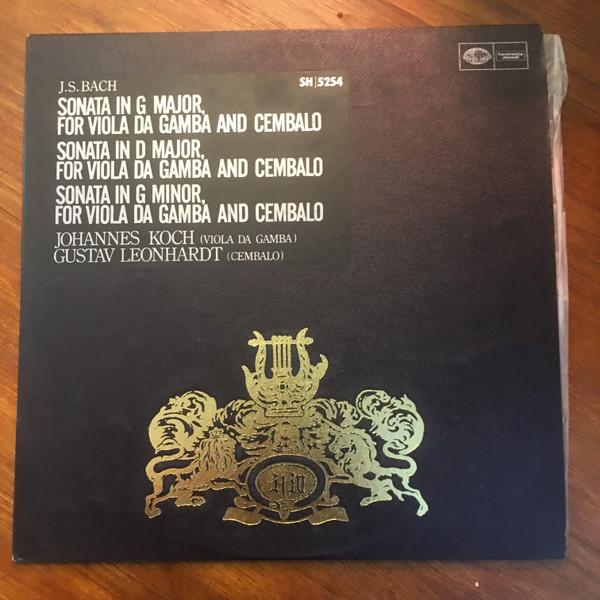 J.S.BACH
SH|5254
SONATA IN G MAJOR,
FOR VIOLA DA GAMBA AND CEMBALO
SONATA IN D MAJOR,
FOR VIOLA DA GAMBA AND CEMBALO
SONATA IN G MINOR,
FOR VIOLA DA GAMBA AND CEMBALO
JOHANNES KOCH (VIOLA DA GAMBA)
GUSTAV LEONHARDT (CEMBALO)